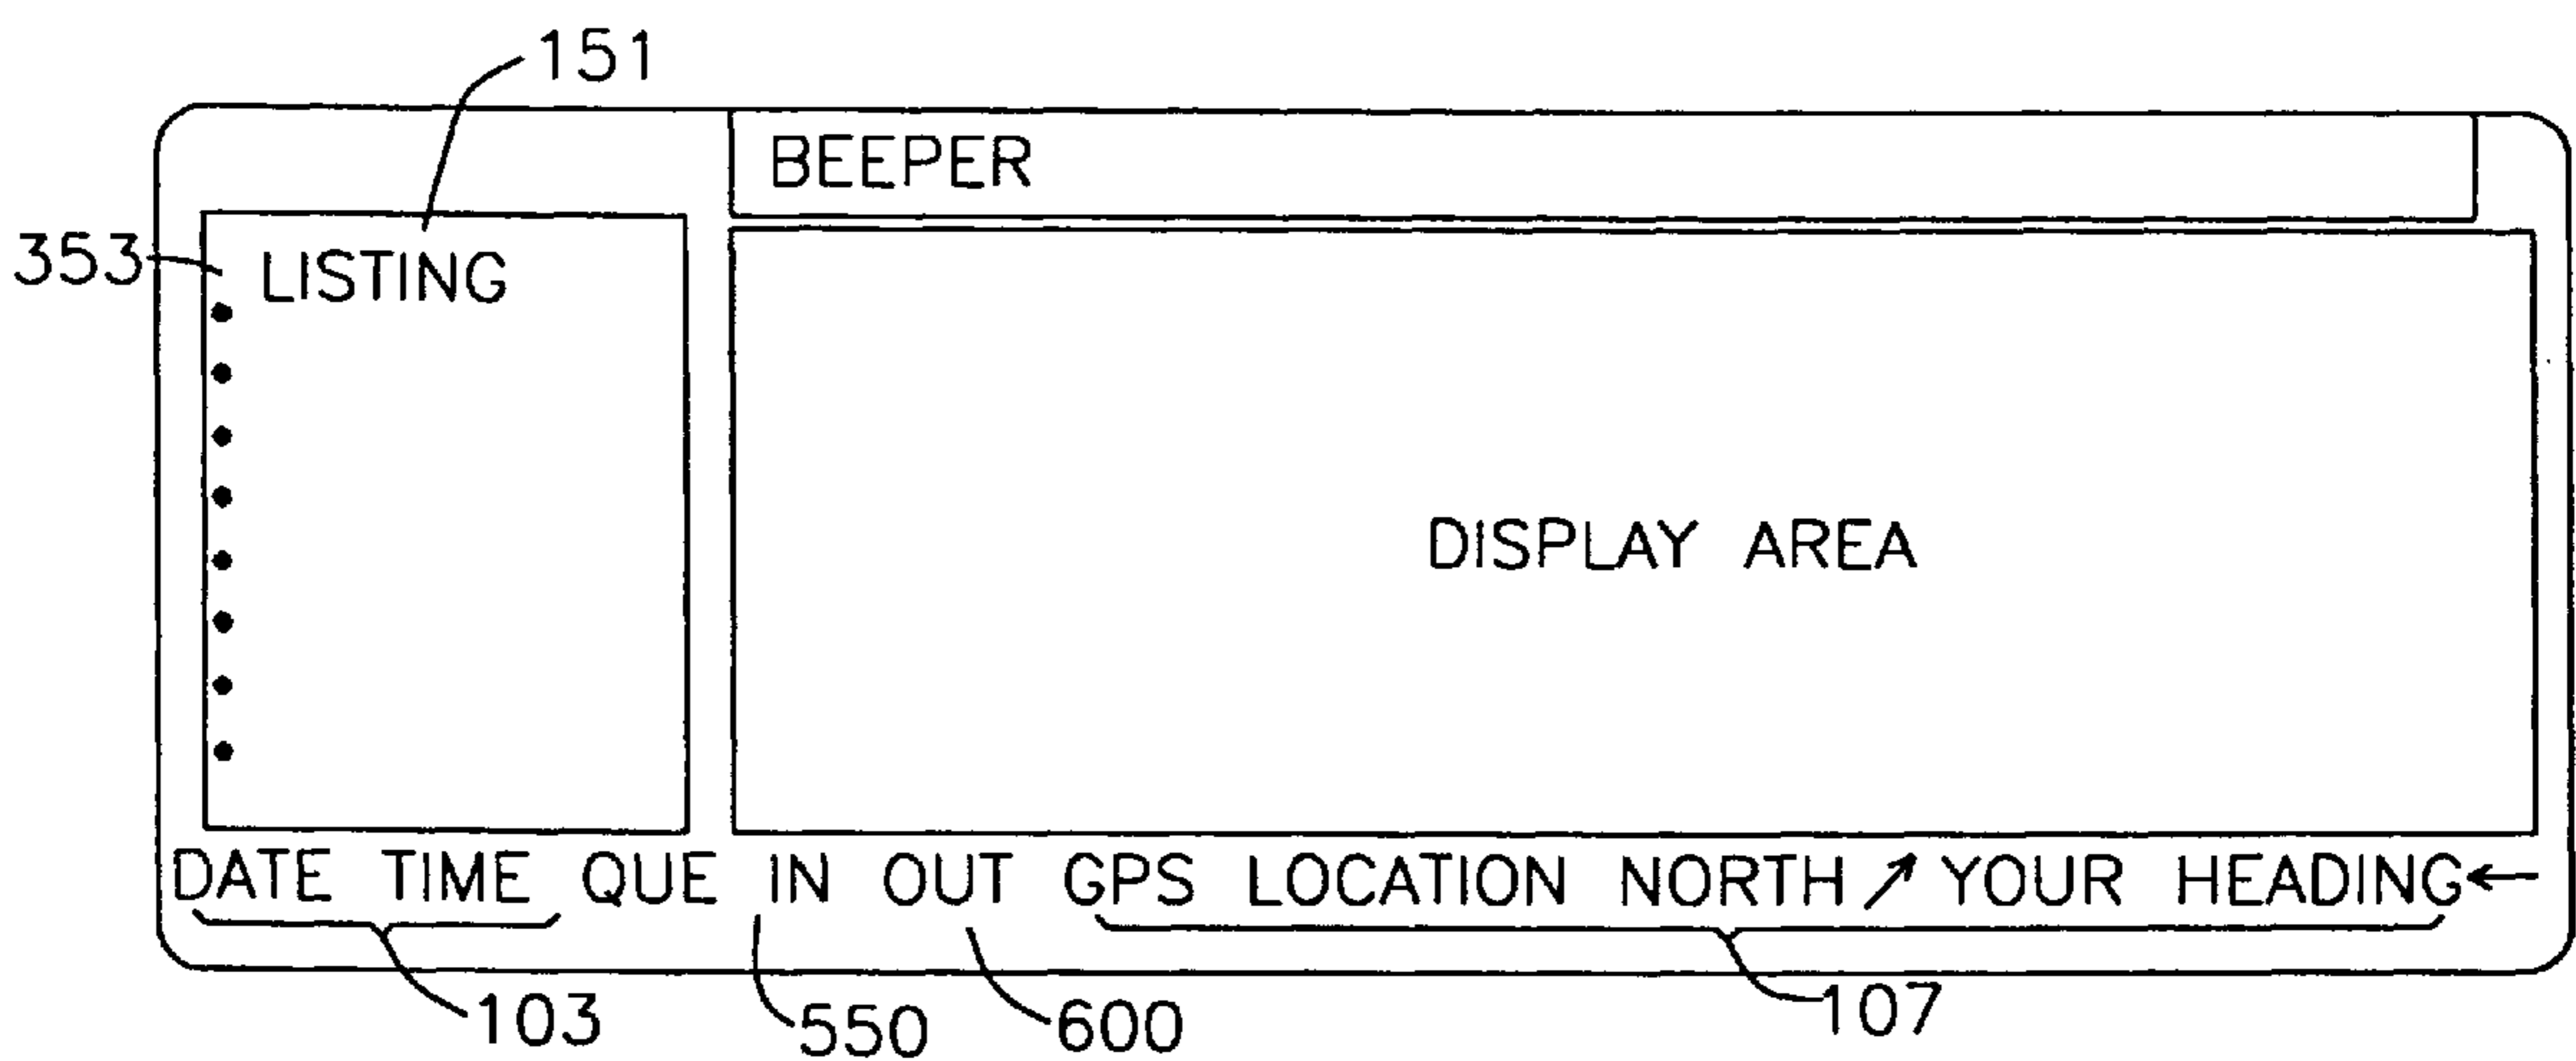 151
BEEPER
353 LISTING
DISPLAY AREA
DATE TIME QUE IN OUT GPS LOCATION NORTH ↗ YOUR HEADING ←
103 550 600 107